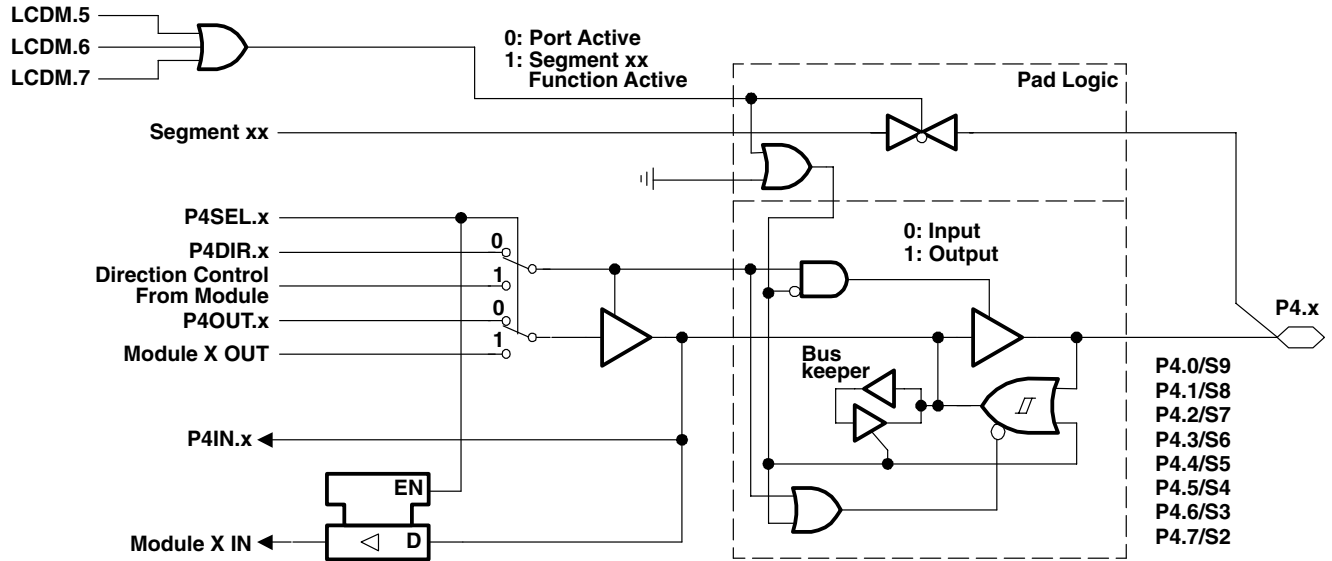 LCDM.5
LCDM.6
LCDM.7
0: Port Active
1: Segment xx
Function Active
Pad Logic
Segment xx
P4SEL.x
0: Input
1: Output
P4DIR.x
0
Direction Control
From Module
1
P4OUT.x
0
Module X OUT
1
P4.x
Bus
keeper
P4.0/S9
P4.1/S8
P4.2/S7
P4.3/S6
P4.4/S5
P4.5/S4
P4.6/S3
P4.7/S2
P4IN.x
EN
Module X IN
D